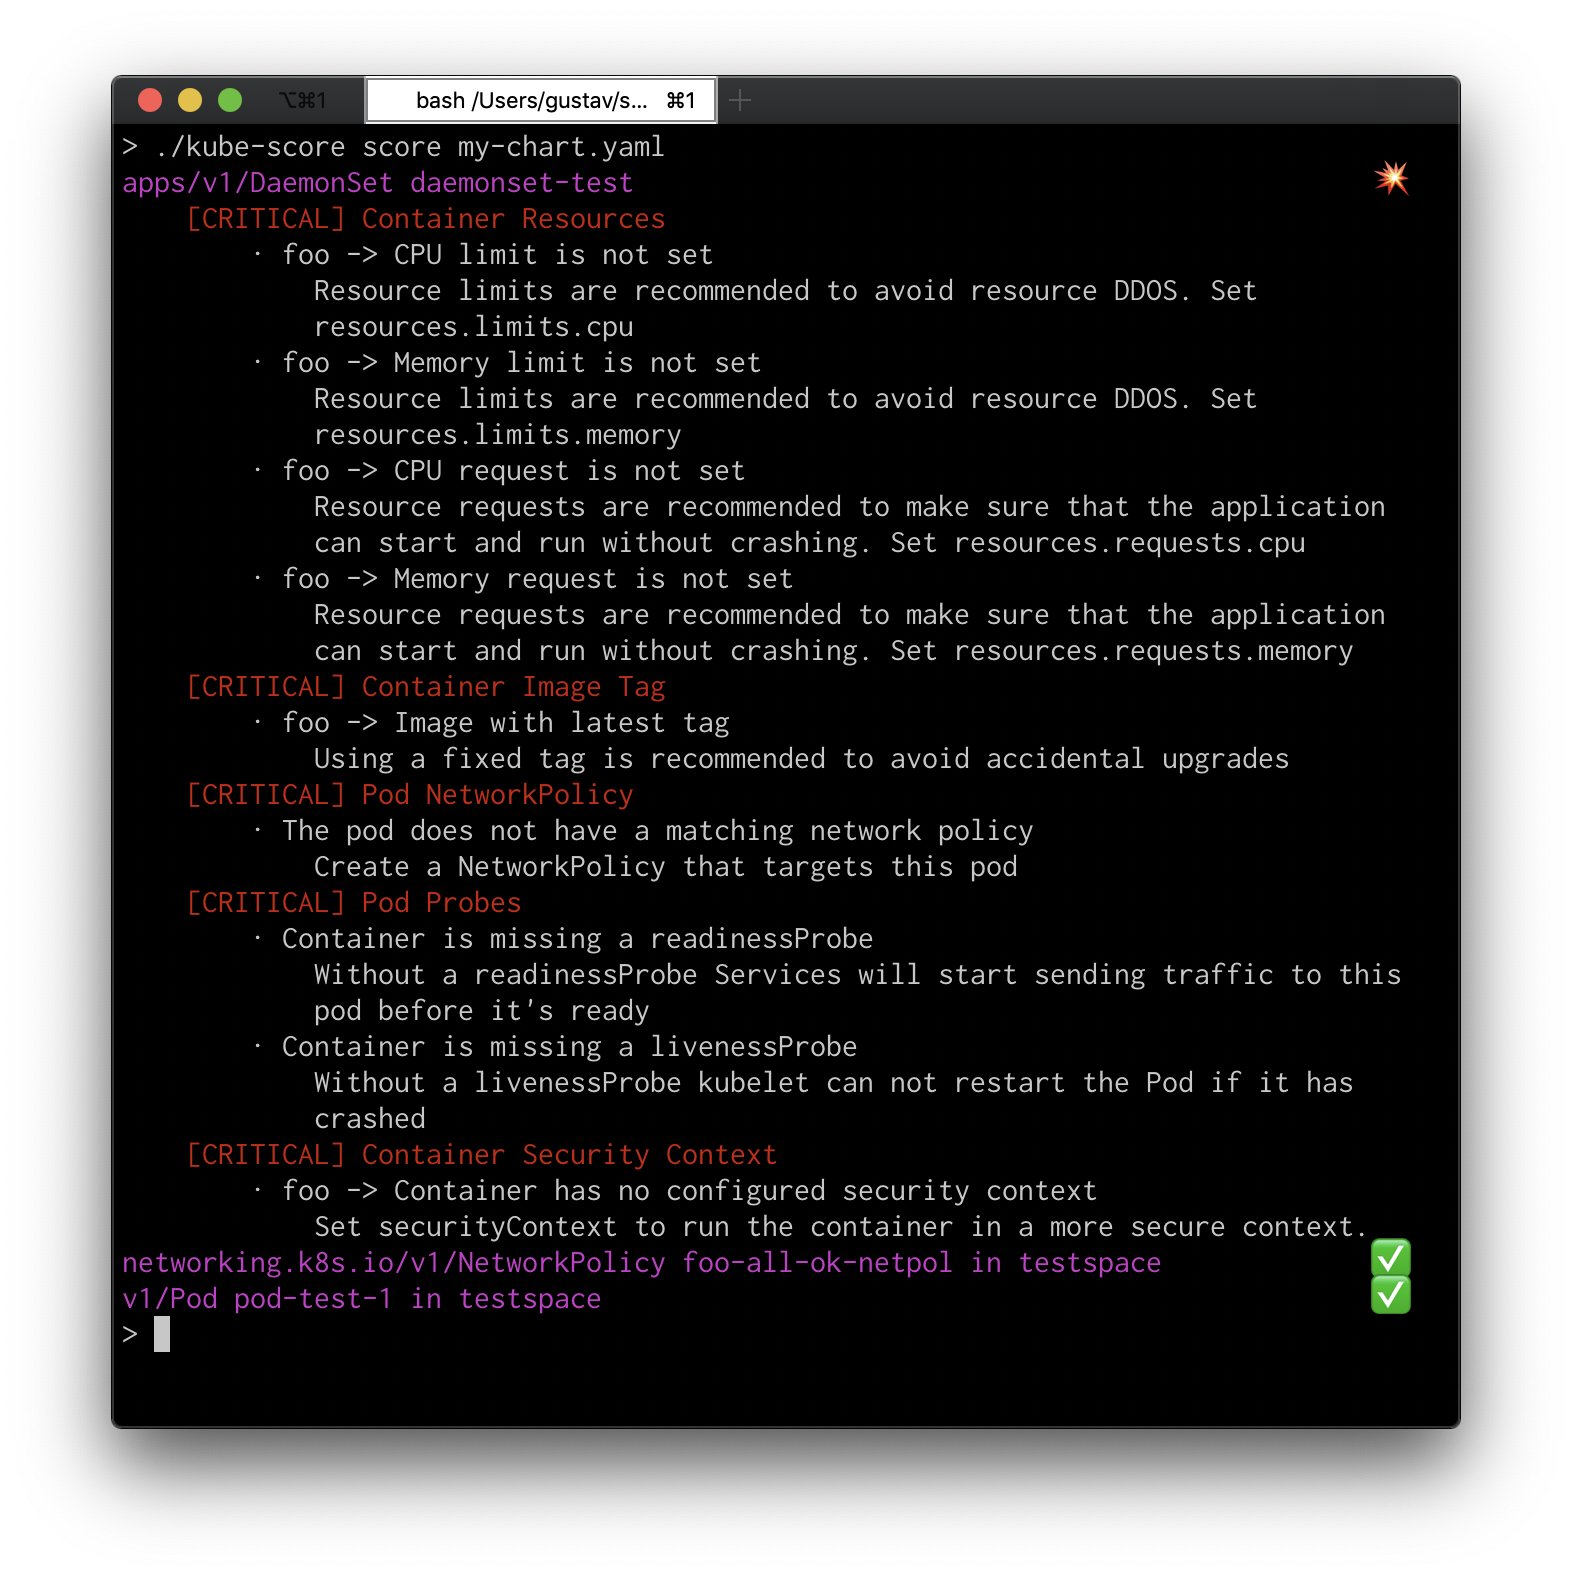 ⌥⌘1 bash /Users/gustav/s... ⌘1 +
> ./kube-score score my-chart.yaml
apps/v1/DaemonSet daemonset-test 💥
[CRITICAL] Container Resources
· foo -> CPU limit is not set
Resource limits are recommended to avoid resource DDOS. Set
resources.limits.cpu
· foo -> Memory limit is not set
Resource limits are recommended to avoid resource DDOS. Set
resources.limits.memory
· foo -> CPU request is not set
Resource requests are recommended to make sure that the application
can start and run without crashing. Set resources.requests.cpu
· foo -> Memory request is not set
Resource requests are recommended to make sure that the application
can start and run without crashing. Set resources.requests.memory
[CRITICAL] Container Image Tag
· foo -> Image with latest tag
Using a fixed tag is recommended to avoid accidental upgrades
[CRITICAL] Pod NetworkPolicy
· The pod does not have a matching network policy
Create a NetworkPolicy that targets this pod
[CRITICAL] Pod Probes
· Container is missing a readinessProbe
Without a readinessProbe Services will start sending traffic to this
pod before it's ready
· Container is missing a livenessProbe
Without a livenessProbe kubelet can not restart the Pod if it has
crashed
[CRITICAL] Container Security Context
· foo -> Container has no configured security context
Set securityContext to run the container in a more secure context.
networking.k8s.io/v1/NetworkPolicy foo-all-ok-netpol in testspace ✅
v1/Pod pod-test-1 in testspace ✅
>